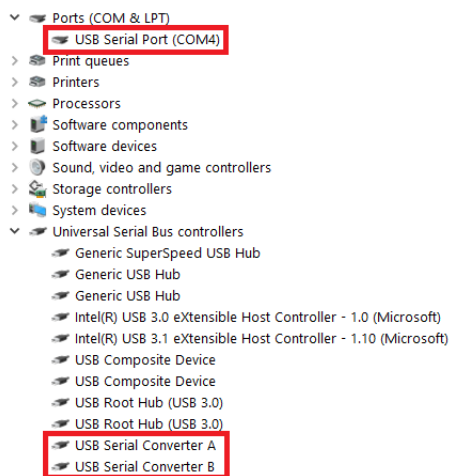 Ports (COM & LPT)
USB Serial Port (COM4)
Print queues
Printers
Processors
Software components
Software devices
Sound, video and game controllers
Storage controllers
System devices
Universal Serial Bus controllers
Generic SuperSpeed USB Hub
Generic USB Hub
Generic USB Hub
Intel(R) USB 3.0 eXtensible Host Controller - 1.0 (Microsoft)
Intel(R) USB 3.1 eXtensible Host Controller - 1.10 (Microsoft)
USB Composite Device
USB Composite Device
USB Root Hub (USB 3.0)
USB Root Hub (USB 3.0)
USB Serial Converter A
USB Serial Converter B